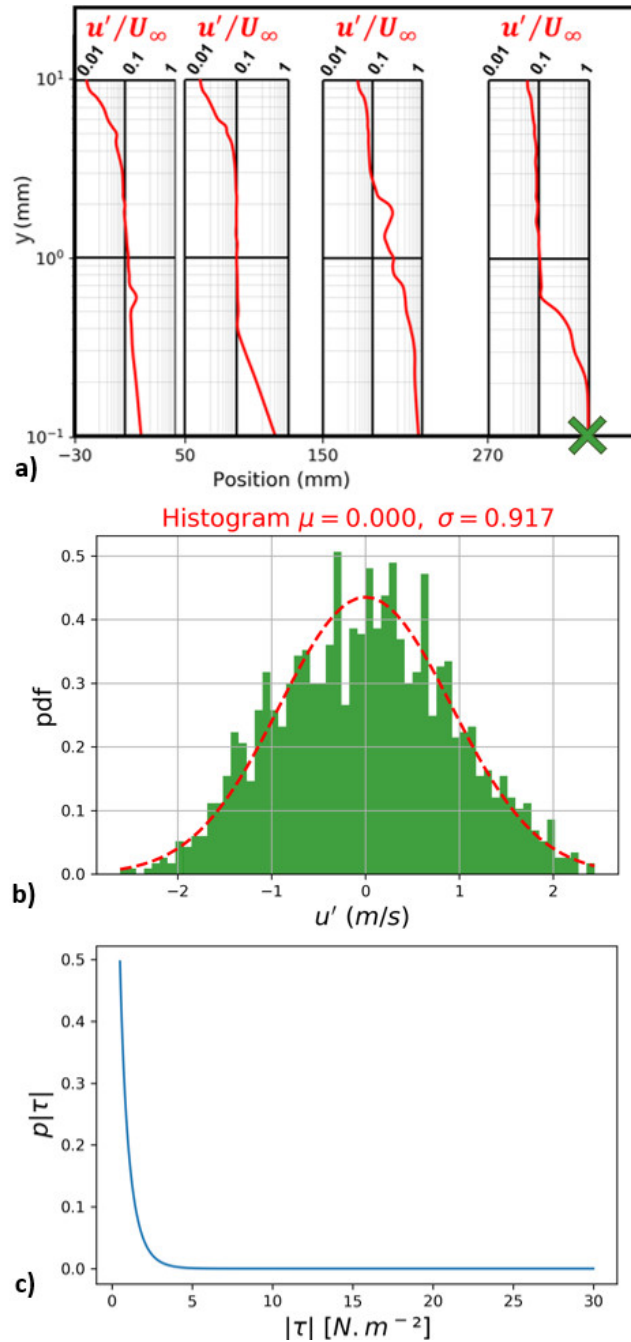 u'/U∞ u'/U∞ u'/U∞ u'/U∞
0.01 0.1 1 0.01 0.1 1 0.01 0.1 1 0.01 0.1 1
10¹
y (mm)
10⁰
10⁻¹
−30 50 150 270
Position (mm)
a)
Histogram μ = 0.000, σ = 0.917
0.5
0.4
0.3
0.2
0.1
0.0
pdf
−2 −1 0 1 2
u' (m/s)
b)
0.5
0.4
0.3
0.2
0.1
0.0
p|τ|
0 5 10 15 20 25 30
|τ| [N.m⁻²]
c)